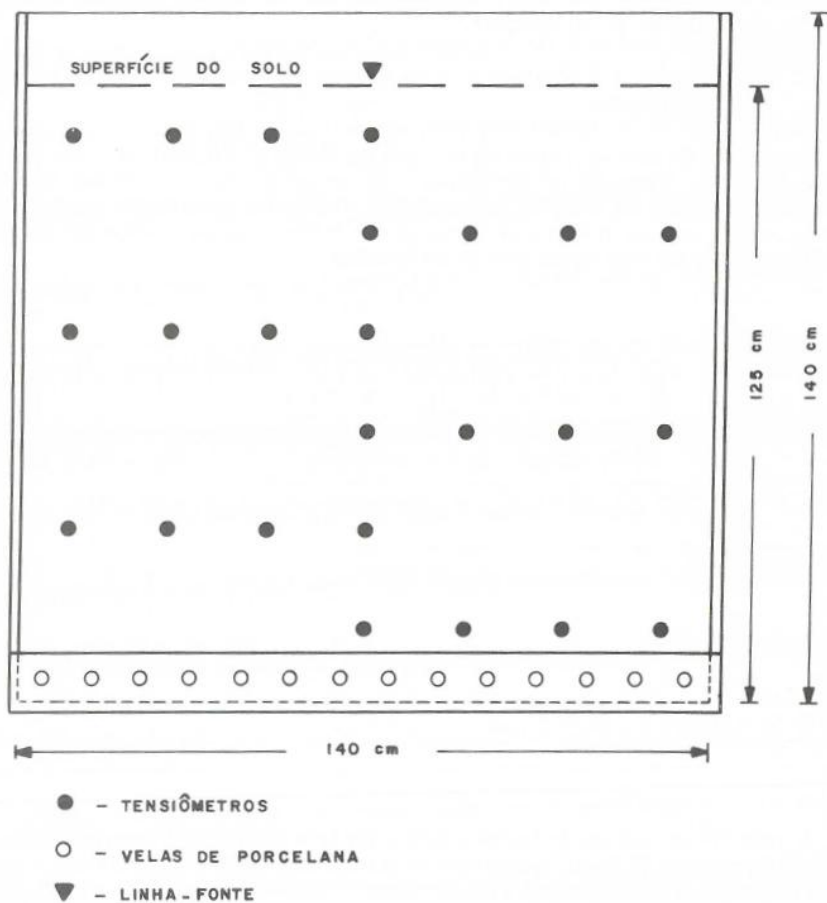 SUPERFÍCIE DO SOLO
125 cm
140 cm
140 cm
- TENSIÔMETROS
- VELAS DE PORCELANA
- LINHA-FONTE